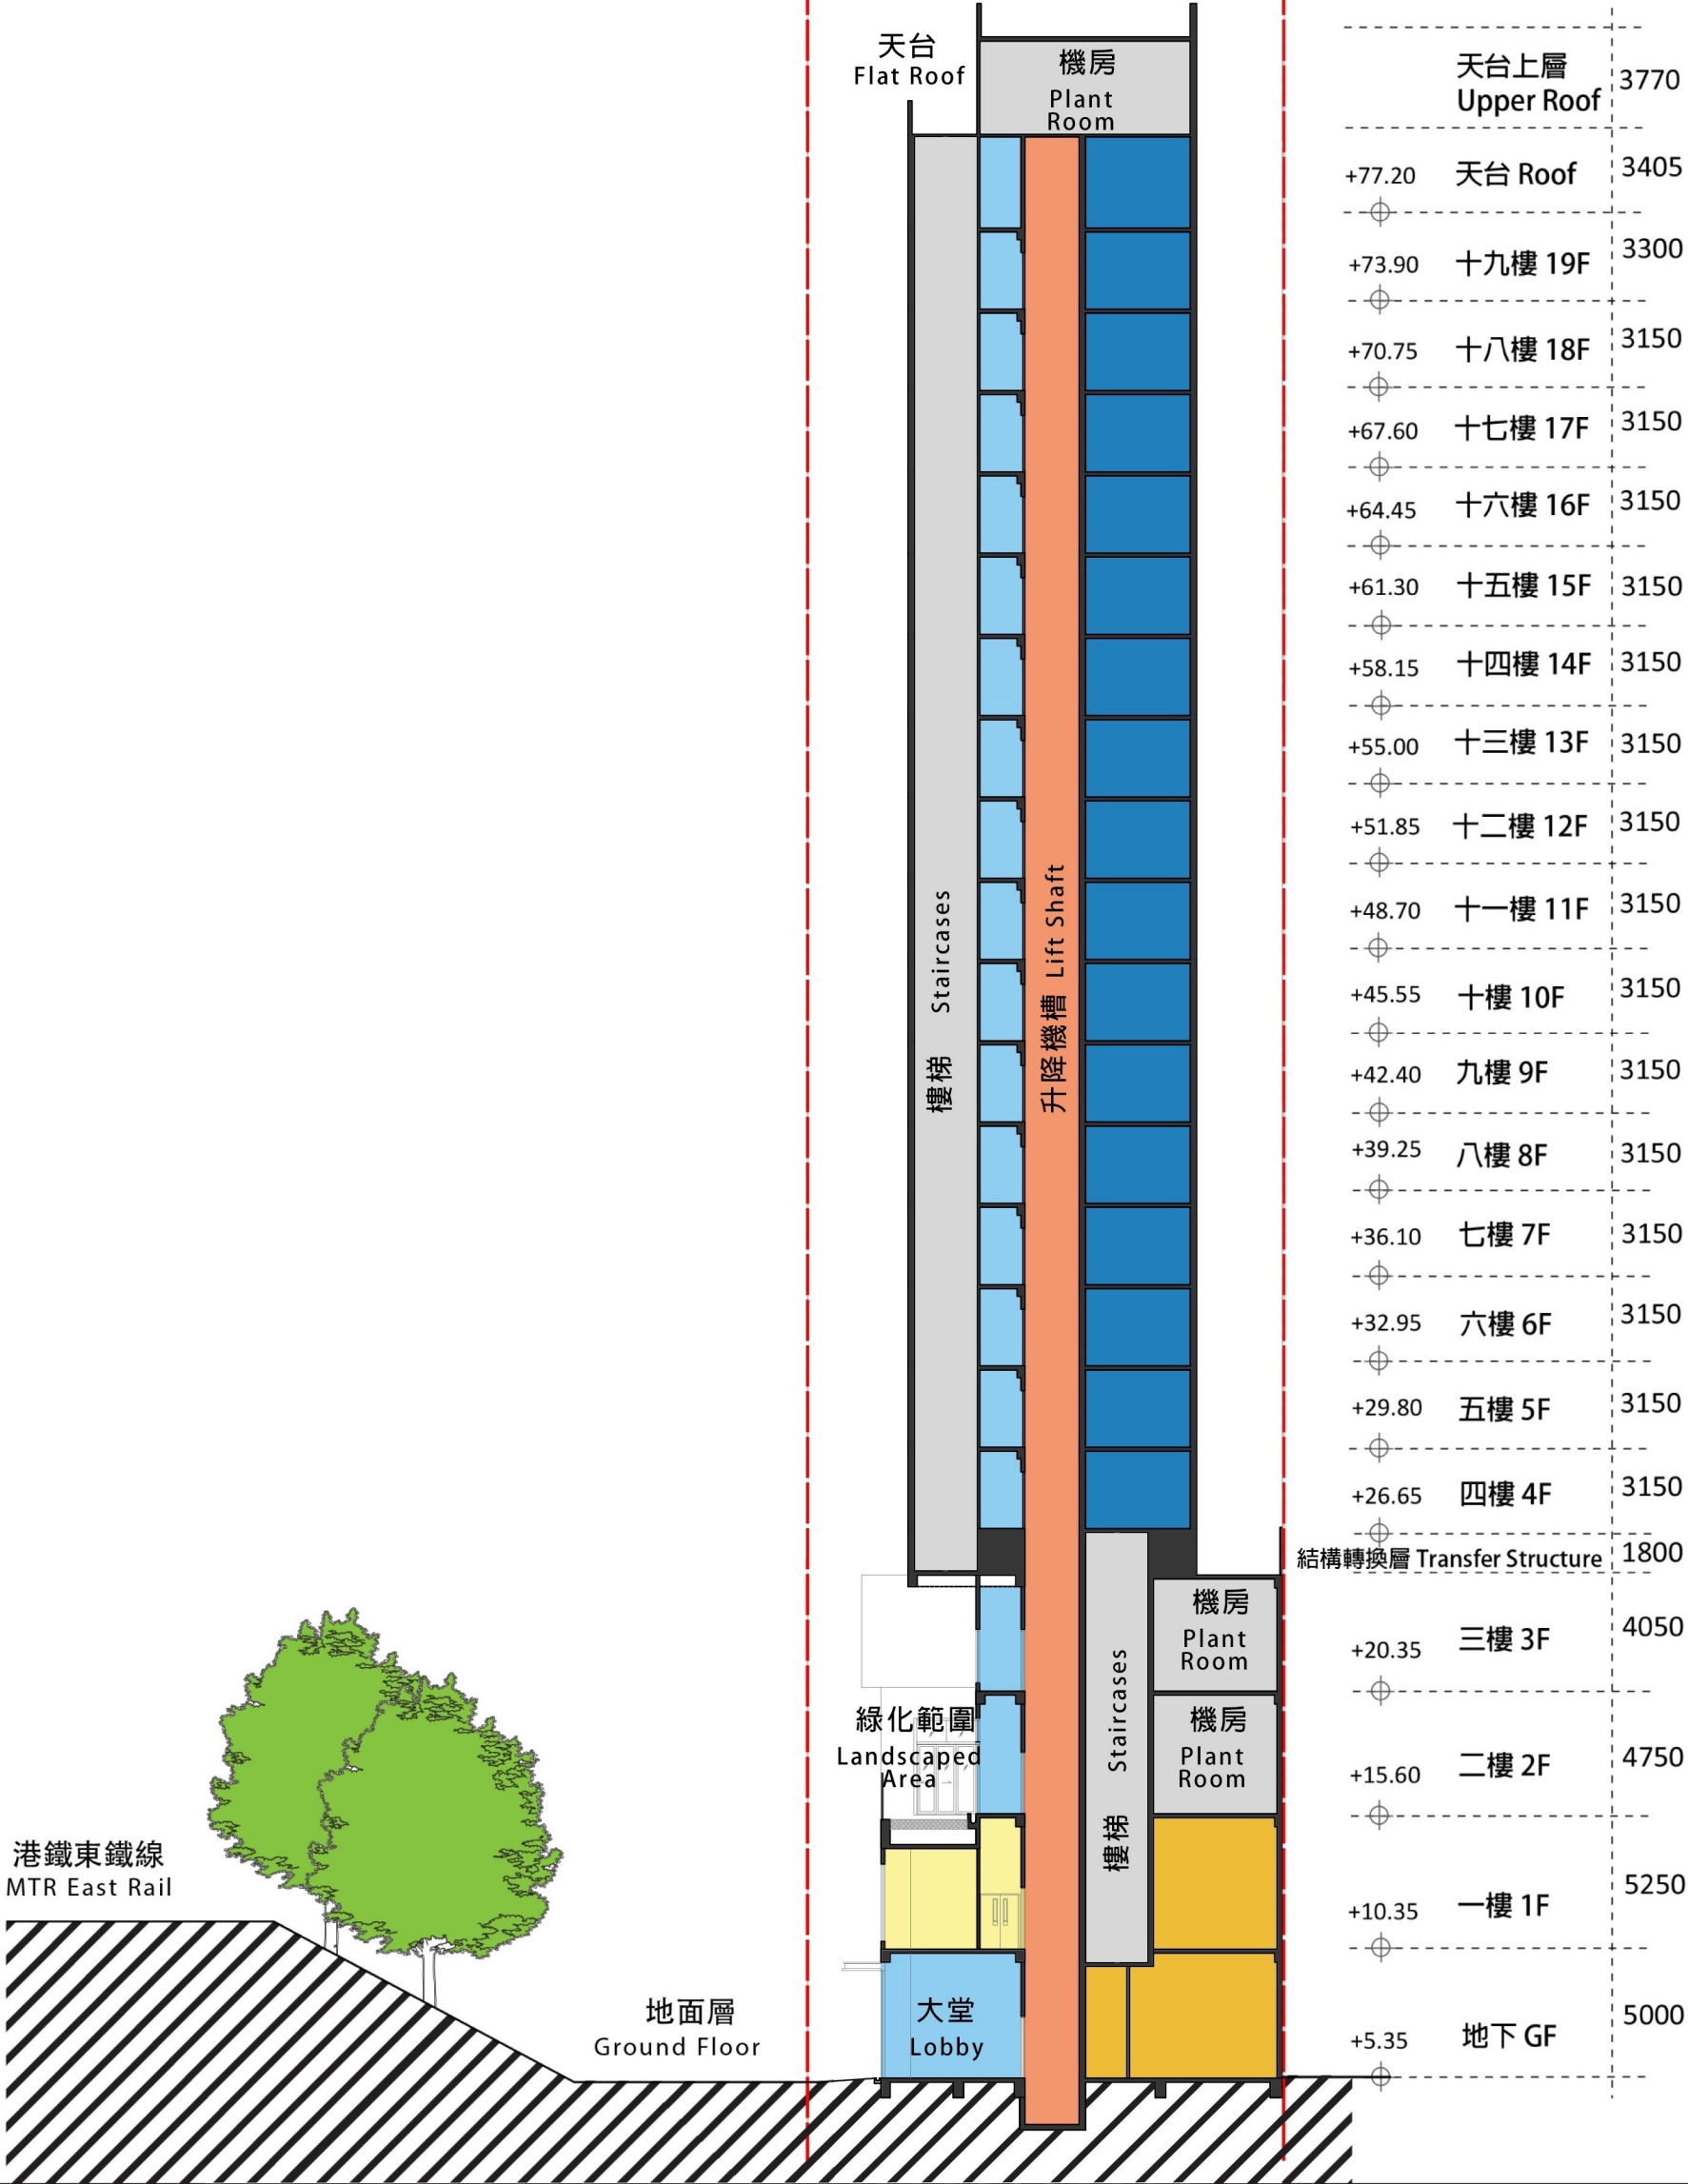 天台
Flat Roof
機房
Plant
Room
天台上層
Upper Roof
3770
+77.20 天台 Roof 3405
+73.90 十九樓 19F 3300
+70.75 十八樓 18F 3150
+67.60 十七樓 17F 3150
+64.45 十六樓 16F 3150
+61.30 十五樓 15F 3150
+58.15 十四樓 14F 3150
+55.00 十三樓 13F 3150
+51.85 十二樓 12F 3150
+48.70 十一樓 11F 3150
+45.55 十樓 10F 3150
+42.40 九樓 9F 3150
+39.25 八樓 8F 3150
+36.10 七樓 7F 3150
+32.95 六樓 6F 3150
+29.80 五樓 5F 3150
+26.65 四樓 4F 3150
結構轉換層 Transfer Structure 1800
+20.35 三樓 3F 4050
+15.60 二樓 2F 4750
+10.35 一樓 1F 5250
+5.35 地下 GF 5000
樓梯 Staircases
升降機槽 Lift Shaft
樓梯 Staircases
機房
Plant
Room
機房
Plant
Room
綠化範圍
Landscaped
Area
港鐵東鐵線
MTR East Rail
地面層
Ground Floor
大堂
Lobby